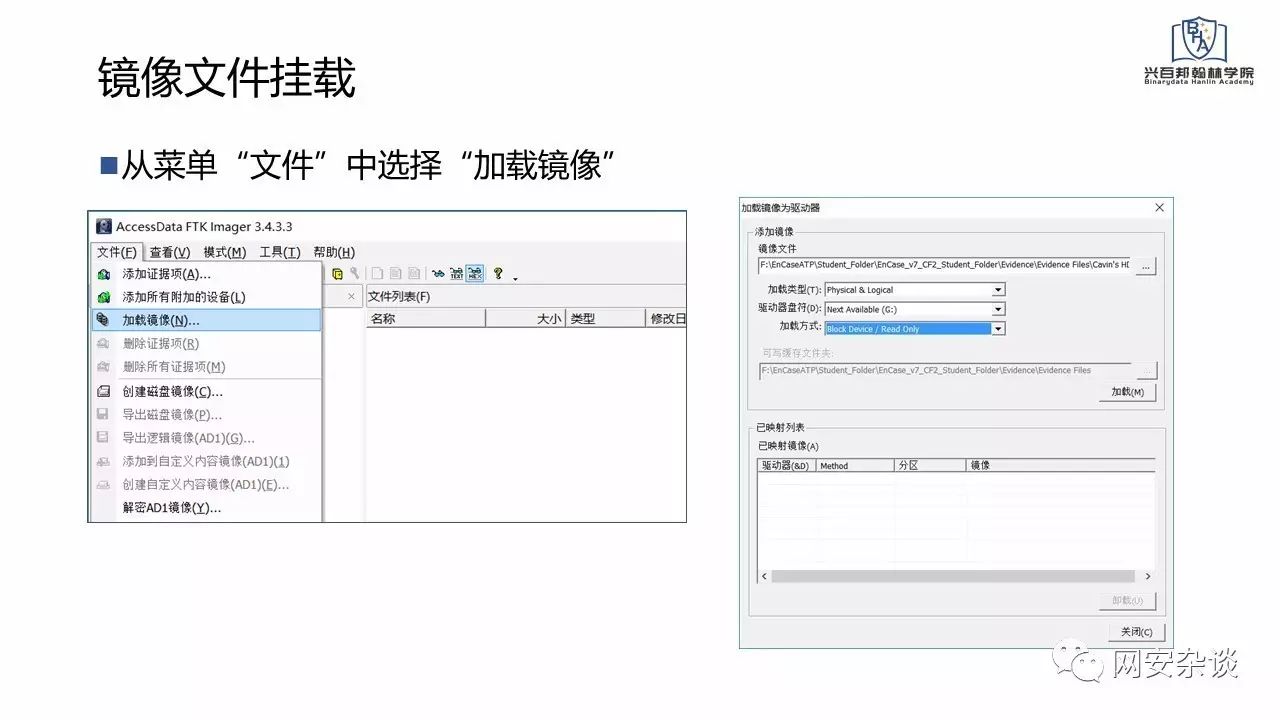 镜像文件挂载
BHA
兴百邦翰林学院
Binarydata Hanlin Academy
从菜单“文件”中选择“加载镜像”
AccessData FTK Imager 3.4.3.3
文件(F) 查看(V) 模式(M) 工具(T) 帮助(H)
添加证据项(A)...
添加所有附加的设备(L)
加载镜像(N)...
删除证据项(R)
删除所有证据项(M)
创建磁盘镜像(C)...
导出磁盘镜像(P)...
导出逻辑镜像(AD1)(G)...
添加到自定义内容镜像(AD1)(1)
创建自定义内容镜像(AD1)(E)...
解密AD1镜像(Y)...
TEXT HEX
文件列表(F)
名称 大小 类型 修改日
加载镜像为驱动器
添加镜像
镜像文件
F:\EnCaseATP\Student_Folder\EnCase_v7_CF2_Student_Folder\Evidence\Evidence Files\Cavin's HD
...
加载类型(T): Physical & Logical
驱动器盘符(D): Next Available (G:)
加载方式: Block Device / Read Only
可写缓存文件夹:
F:\EnCaseATP\Student_Folder\EnCase_v7_CF2_Student_Folder\Evidence\Evidence Files
...
加载(M)
已映射列表
已映射镜像(A)
驱动器(&D) Method 分区 镜像
卸载(U)
关闭(C)
网安杂谈